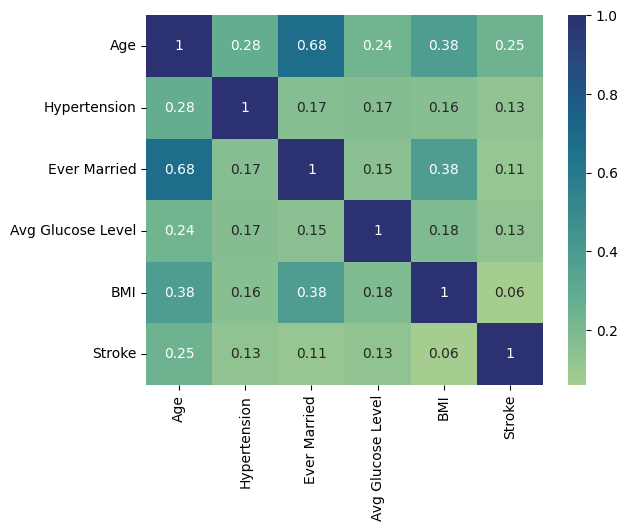 Age 1 0.28 0.68 0.24 0.38 0.25
Hypertension 0.28 1 0.17 0.17 0.16 0.13
Ever Married 0.68 0.17 1 0.15 0.38 0.11
Avg Glucose Level 0.24 0.17 0.15 1 0.18 0.13
BMI 0.38 0.16 0.38 0.18 1 0.06
Stroke 0.25 0.13 0.11 0.13 0.06 1
Age
Hypertension
Ever Married
Avg Glucose Level
BMI
Stroke
1.0
0.8
0.6
0.4
0.2